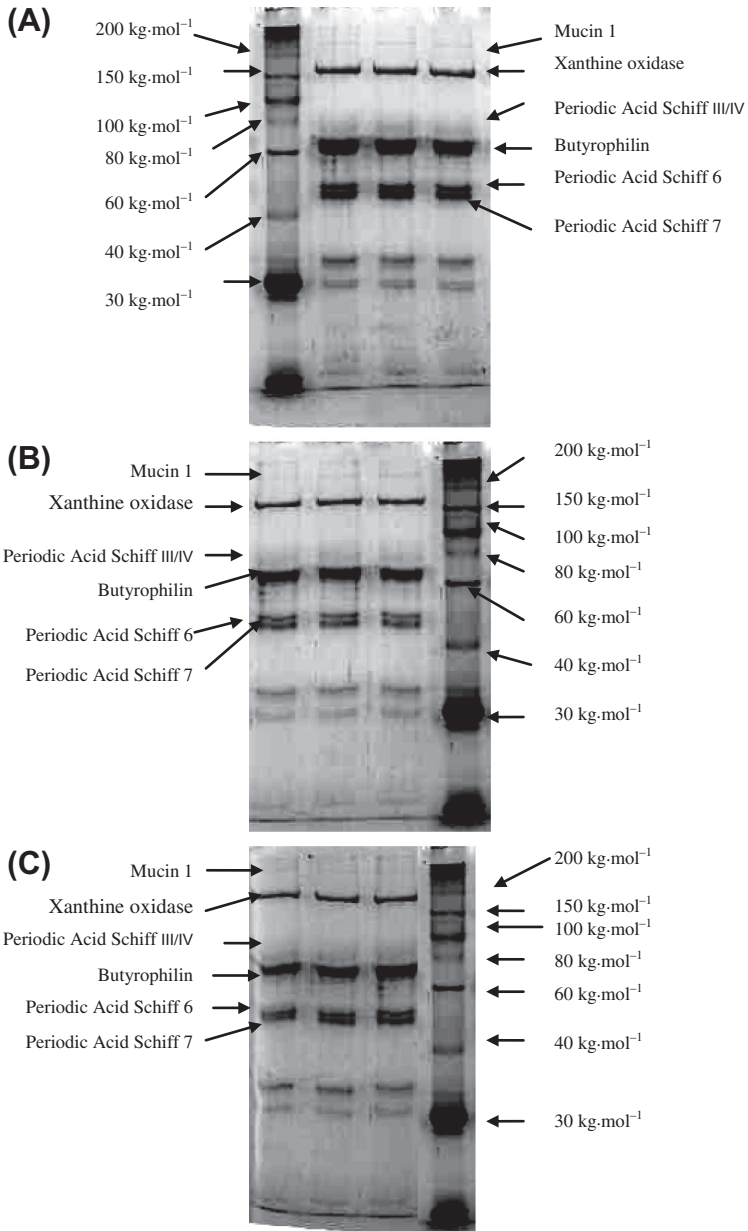 (A)
200 kg·mol⁻¹
150 kg·mol⁻¹
100 kg·mol⁻¹
80 kg·mol⁻¹
60 kg·mol⁻¹
40 kg·mol⁻¹
30 kg·mol⁻¹
Mucin 1
Xanthine oxidase
Periodic Acid Schiff III/IV
Butyrophilin
Periodic Acid Schiff 6
Periodic Acid Schiff 7
(B)
Mucin 1
Xanthine oxidase
Periodic Acid Schiff III/IV
Butyrophilin
Periodic Acid Schiff 6
Periodic Acid Schiff 7
200 kg·mol⁻¹
150 kg·mol⁻¹
100 kg·mol⁻¹
80 kg·mol⁻¹
60 kg·mol⁻¹
40 kg·mol⁻¹
30 kg·mol⁻¹
(C)
Mucin 1
Xanthine oxidase
Periodic Acid Schiff III/IV
Butyrophilin
Periodic Acid Schiff 6
Periodic Acid Schiff 7
200 kg·mol⁻¹
150 kg·mol⁻¹
100 kg·mol⁻¹
80 kg·mol⁻¹
60 kg·mol⁻¹
40 kg·mol⁻¹
30 kg·mol⁻¹